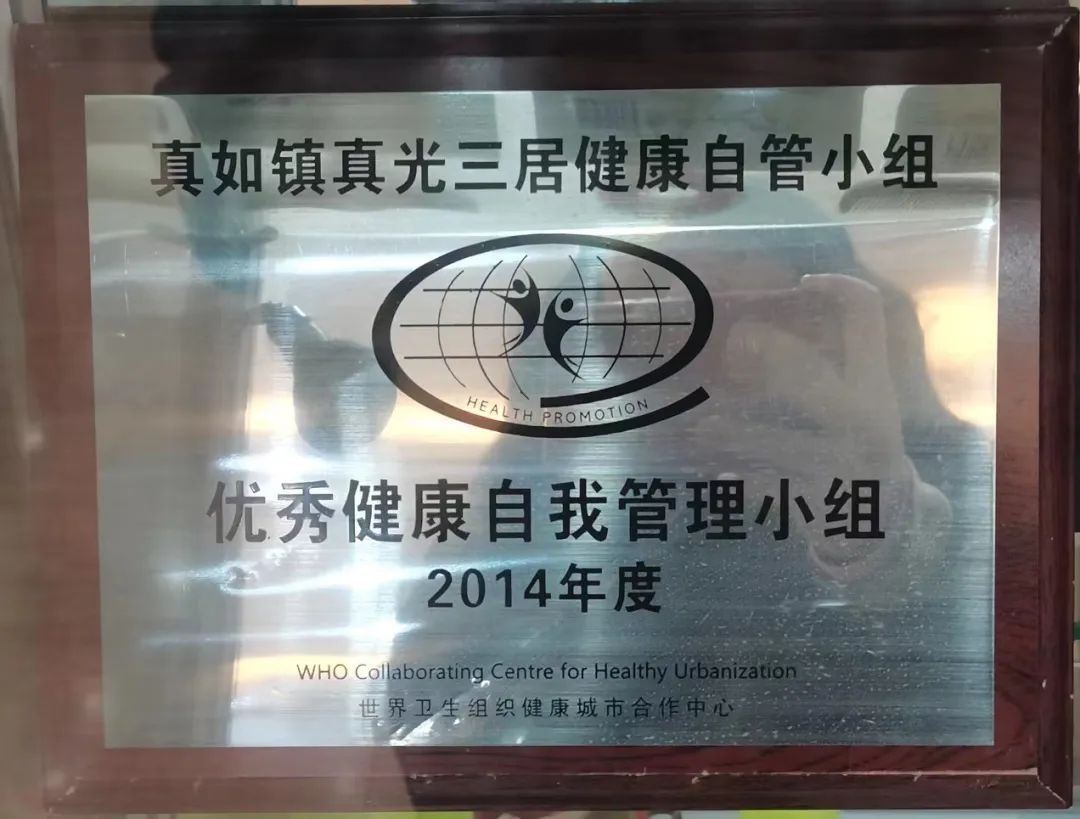 真如镇真光三居健康自管小组
HEALTH PROMOTION
优秀健康自我管理小组
2014年度
WHO Collaborating Centre for Healthy Urbanization
世界卫生组织健康城市合作中心